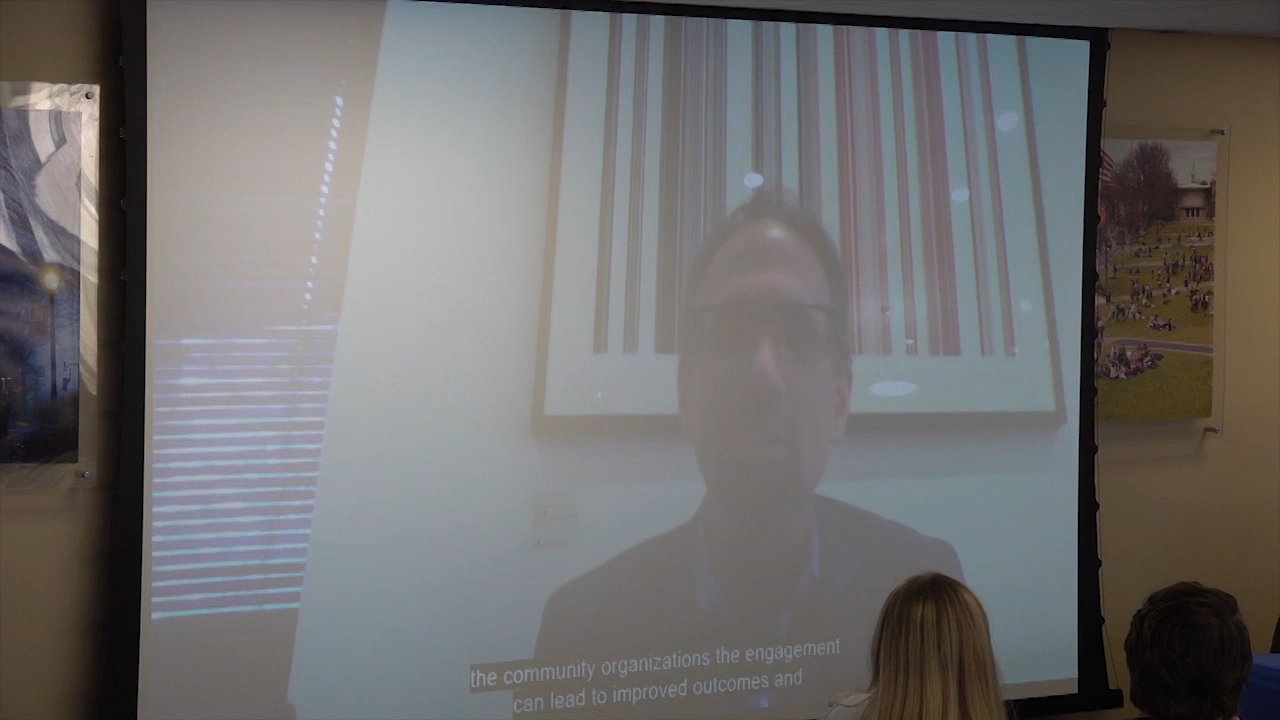 the community organizations the engagement
can lead to improved outcomes and